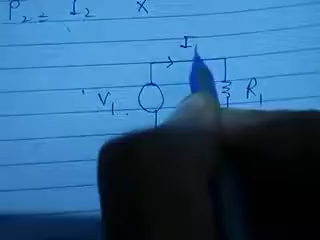 P₂ = I₂ x
I
V₁ R₁